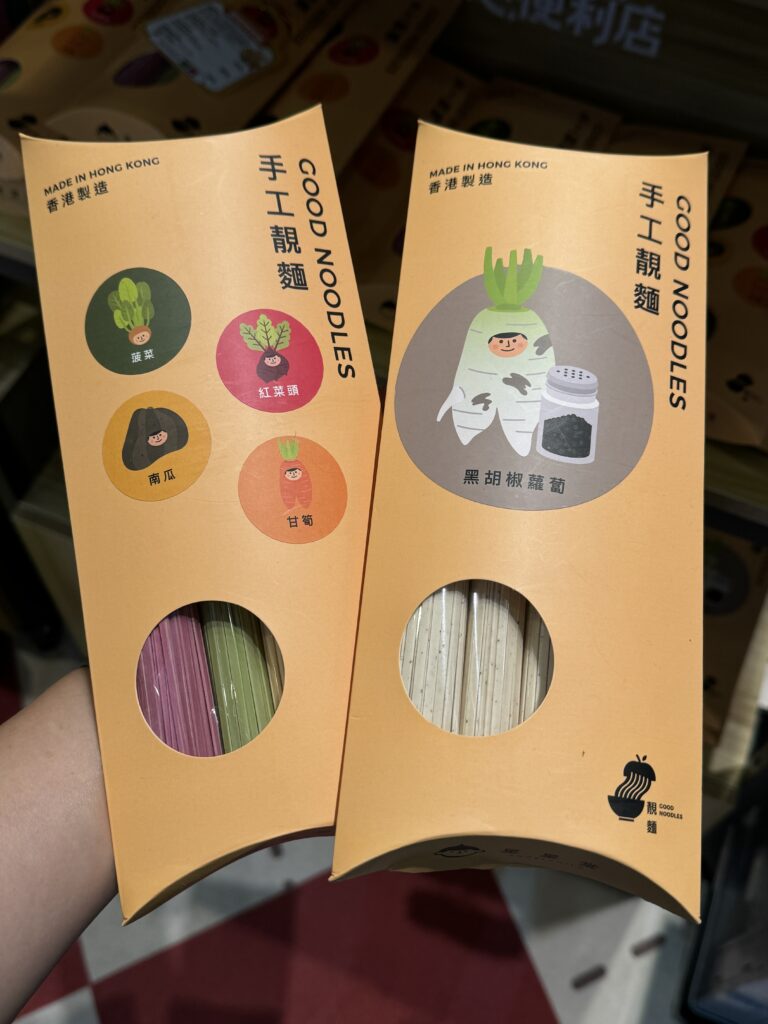 便利店
MADE IN HONG KONG
香港製造
GOOD NOODLES
手工靚麵
菠菜
紅菜頭
南瓜
甘筍
MADE IN HONG KONG
香港製造
GOOD NOODLES
手工靚麵
黑胡椒蘿蔔
靚麵
GOOD
NOODLES